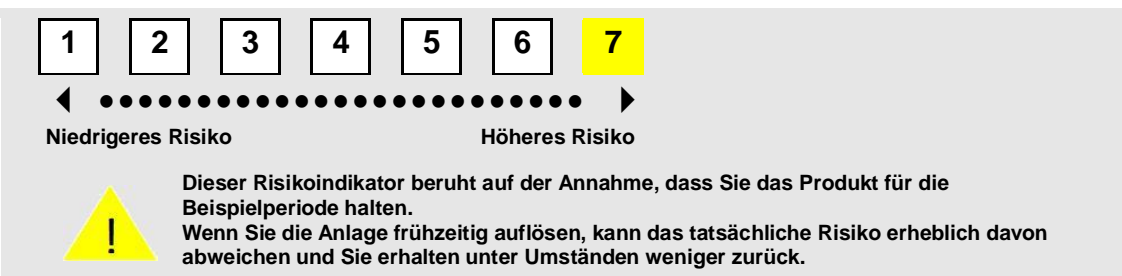 1 2 3 4 5 6 7
Niedrigeres Risiko Höheres Risiko
Dieser Risikoindikator beruht auf der Annahme, dass Sie das Produkt für die
Beispielperiode halten.
Wenn Sie die Anlage frühzeitig auflösen, kann das tatsächliche Risiko erheblich davon
abweichen und Sie erhalten unter Umständen weniger zurück.
!